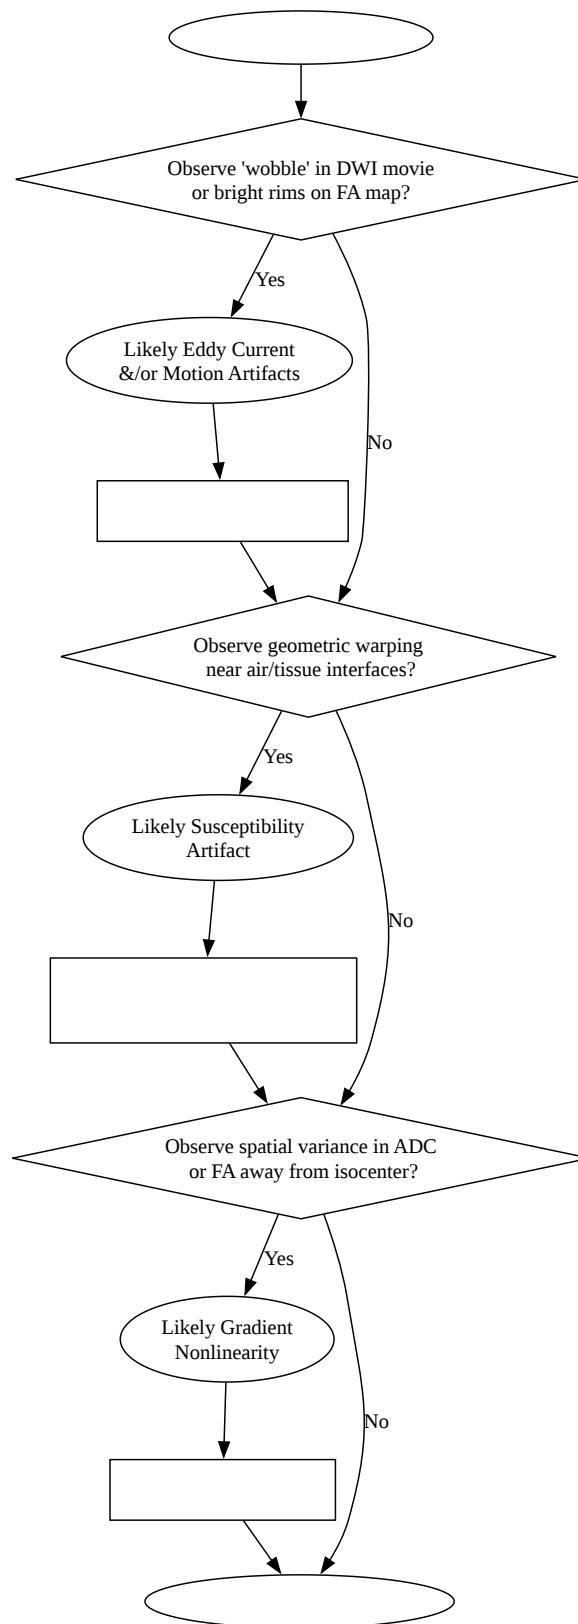 Observe 'wobble' in DWI movie
or bright rims on FA map?
Yes
Likely Eddy Current
&/or Motion Artifacts
No
Observe geometric warping
near air/tissue interfaces?
Yes
Likely Susceptibility
Artifact
No
Observe spatial variance in ADC
or FA away from isocenter?
Yes
Likely Gradient
Nonlinearity
No